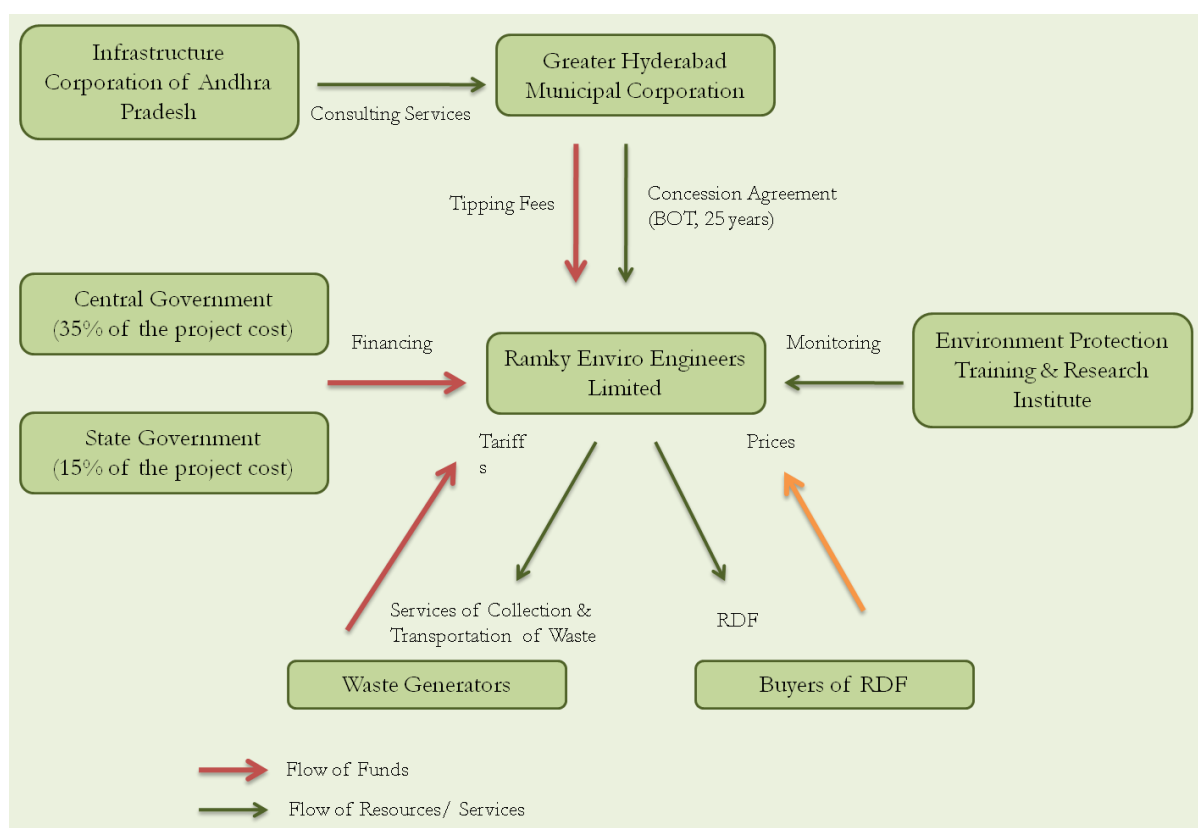 Infrastructure
Corporation of Andhra
Pradesh
Consulting Services
Greater Hyderabad
Municipal Corporation
Tipping Fees
Concession Agreement
(BOT, 25 years)
Central Government
(35% of the project cost)
Financing
State Government
(15% of the project cost)
Ramky Enviro Engineers
Limited
Monitoring
Environment Protection
Training & Research
Institute
Tariff
s
Prices
Services of Collection &
Transportation of Waste
RDF
Waste Generators
Buyers of RDF
Flow of Funds
Flow of Resources/ Services